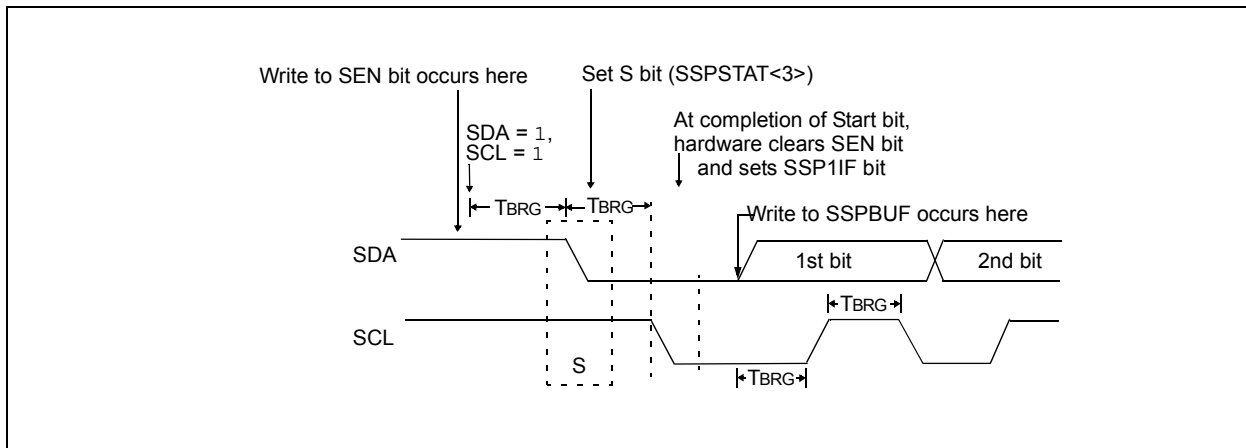 Write to SEN bit occurs here
Set S bit (SSPSTAT<3>)
SDA = 1,
SCL = 1
At completion of Start bit,
hardware clears SEN bit
and sets SSP1IF bit
TBRG
TBRG
Write to SSPBUF occurs here
SDA
1st bit
2nd bit
TBRG
SCL
S
TBRG